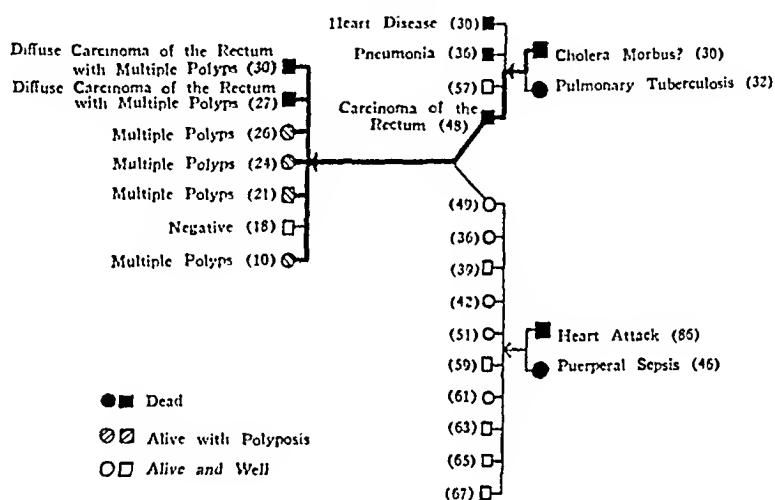 Diffuse Carcinoma of the Rectum
with Multiple Polyps (30)
Diffuse Carcinoma of the Rectum
with Multiple Polyps (27)
Multiple Polyps (26)
Multiple Polyps (24)
Multiple Polyps (21)
Negative (18)
Multiple Polyps (10)
Heart Disease (30)
Pneumonia (36)
(57)
Carcinoma of the
Rectum (48)
Cholera Morbus? (30)
Pulmonary Tuberculosis (32)
(49)
(36)
(39)
(42)
(51)
(59)
(61)
(63)
(65)
(67)
Heart Attack (86)
Puerperal Sepsis (46)
Dead
Alive with Polyposis
Alive and Well